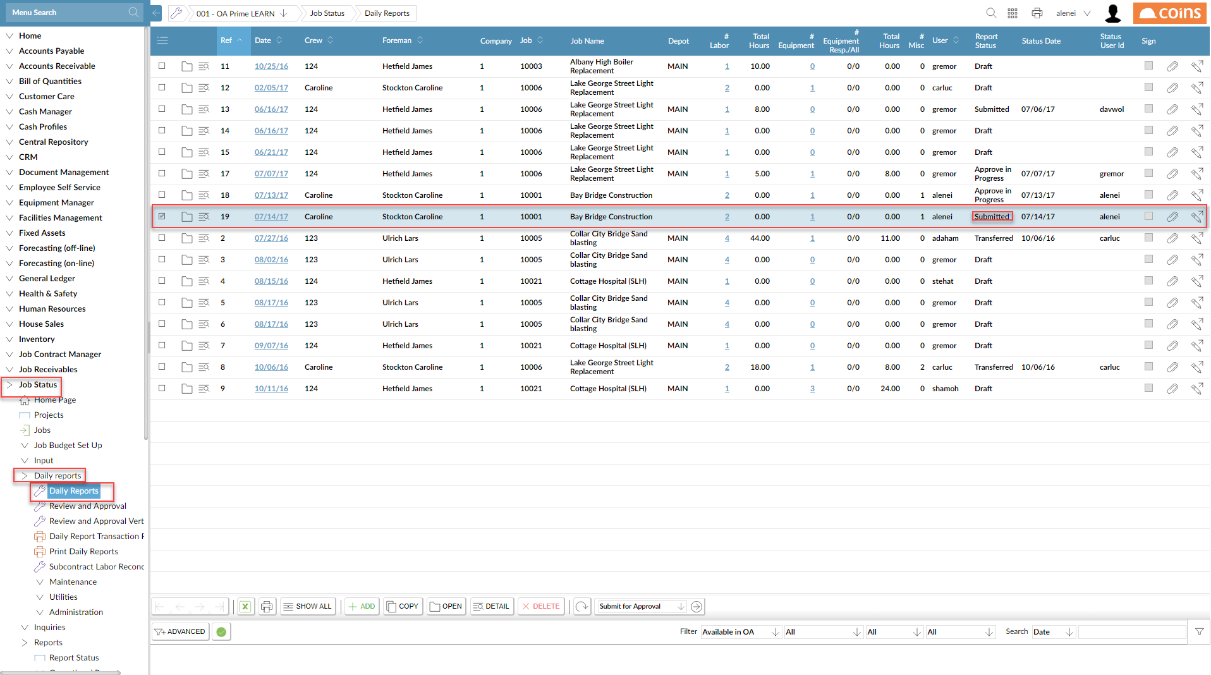 Menu Search
001 - OA Prime LEARN
Job Status
Daily Reports
alenei
coins
Home
Accounts Payable
Accounts Receivable
Bill of Quantities
Customer Care
Cash Manager
Cash Profiles
Central Repository
CRM
Document Management
Employee Self Service
Equipment Manager
Facilities Management
Fixed Assets
Forecasting (off-line)
Forecasting (on-line)
General Ledger
Health & Safety
Human Resources
House Sales
Inventory
Job Contract Manager
Job Receivables
Job Status
Home Page
Projects
Jobs
Job Budget Set Up
Input
Daily reports
Daily Reports
Review and Approval
Review and Approval Vert
Daily Report Transaction F
Print Daily Reports
Subcontract Labor Reconc
Maintenance
Utilities
Administration
Inquiries
Reports
Report Status
Ref Date Crew Foreman Company Job Job Name Depot # Labor Total Hours # Equipment # Equipment Resp./All Total Hours # Misc User Report Status Status Date Status User Id Sign
11 10/25/16 124 Hetfield James 1 10003 Albany High Boiler Replacement MAIN 1 10.00 0 0/0 0.00 0 gremor Draft
12 02/05/17 Caroline Stockton Caroline 1 10006 Lake George Street Light Replacement MAIN 2 0.00 1 0/0 0.00 0 carluc Draft
13 06/16/17 124 Hetfield James 1 10006 Lake George Street Light Replacement MAIN 1 8.00 0 0/0 0.00 0 gremor Submitted 07/06/17 davwol
14 06/16/17 124 Hetfield James 1 10006 Lake George Street Light Replacement MAIN 1 0.00 0 0/0 0.00 0 gremor Draft
15 06/21/17 124 Hetfield James 1 10006 Lake George Street Light Replacement MAIN 1 0.00 0 0/0 0.00 0 gremor Draft
17 07/07/17 124 Hetfield James 1 10006 Lake George Street Light Replacement MAIN 1 5.00 1 0/0 8.00 0 gremor Approve in Progress 07/07/17 gremor
18 07/13/17 Caroline Stockton Caroline 1 10001 Bay Bridge Construction MAIN 2 0.00 1 0/0 0.00 1 alenei Approve in Progress 07/13/17 alenei
19 07/14/17 Caroline Stockton Caroline 1 10001 Bay Bridge Construction MAIN 2 0.00 1 0/0 0.00 1 alenei Submitted 07/14/17 alenei
2 07/27/16 123 Ulrich Lars 1 10005 Collar City Bridge Sand blasting MAIN 4 44.00 1 0/0 11.00 0 adaham Transferred 10/06/16 carluc
3 08/02/16 123 Ulrich Lars 1 10005 Collar City Bridge Sand blasting MAIN 4 0.00 0 0/0 0.00 0 gremor Draft
4 08/15/16 124 Hetfield James 1 10021 Cottage Hospital (SLH) MAIN 1 0.00 0 0/0 0.00 0 stehat Draft
5 08/17/16 123 Ulrich Lars 1 10005 Collar City Bridge Sand blasting MAIN 4 0.00 0 0/0 0.00 0 gremor Draft
6 08/17/16 123 Ulrich Lars 1 10005 Collar City Bridge Sand blasting MAIN 4 0.00 0 0/0 0.00 0 gremor Draft
7 09/07/16 124 Hetfield James 1 10021 Cottage Hospital (SLH) MAIN 1 0.00 0 0/0 0.00 0 gremor Draft
8 10/06/16 Caroline Stockton Caroline 1 10006 Lake George Street Light Replacement MAIN 2 18.00 1 0/0 8.00 2 carluc Transferred 10/06/16 carluc
9 10/11/16 124 Hetfield James 1 10021 Cottage Hospital (SLH) MAIN 1 0.00 3 0/0 24.00 0 shamoh Draft
SHOW ALL ADD COPY OPEN DETAIL DELETE Submit for Approval
ADVANCED Filter Available in OA All All All Search Date